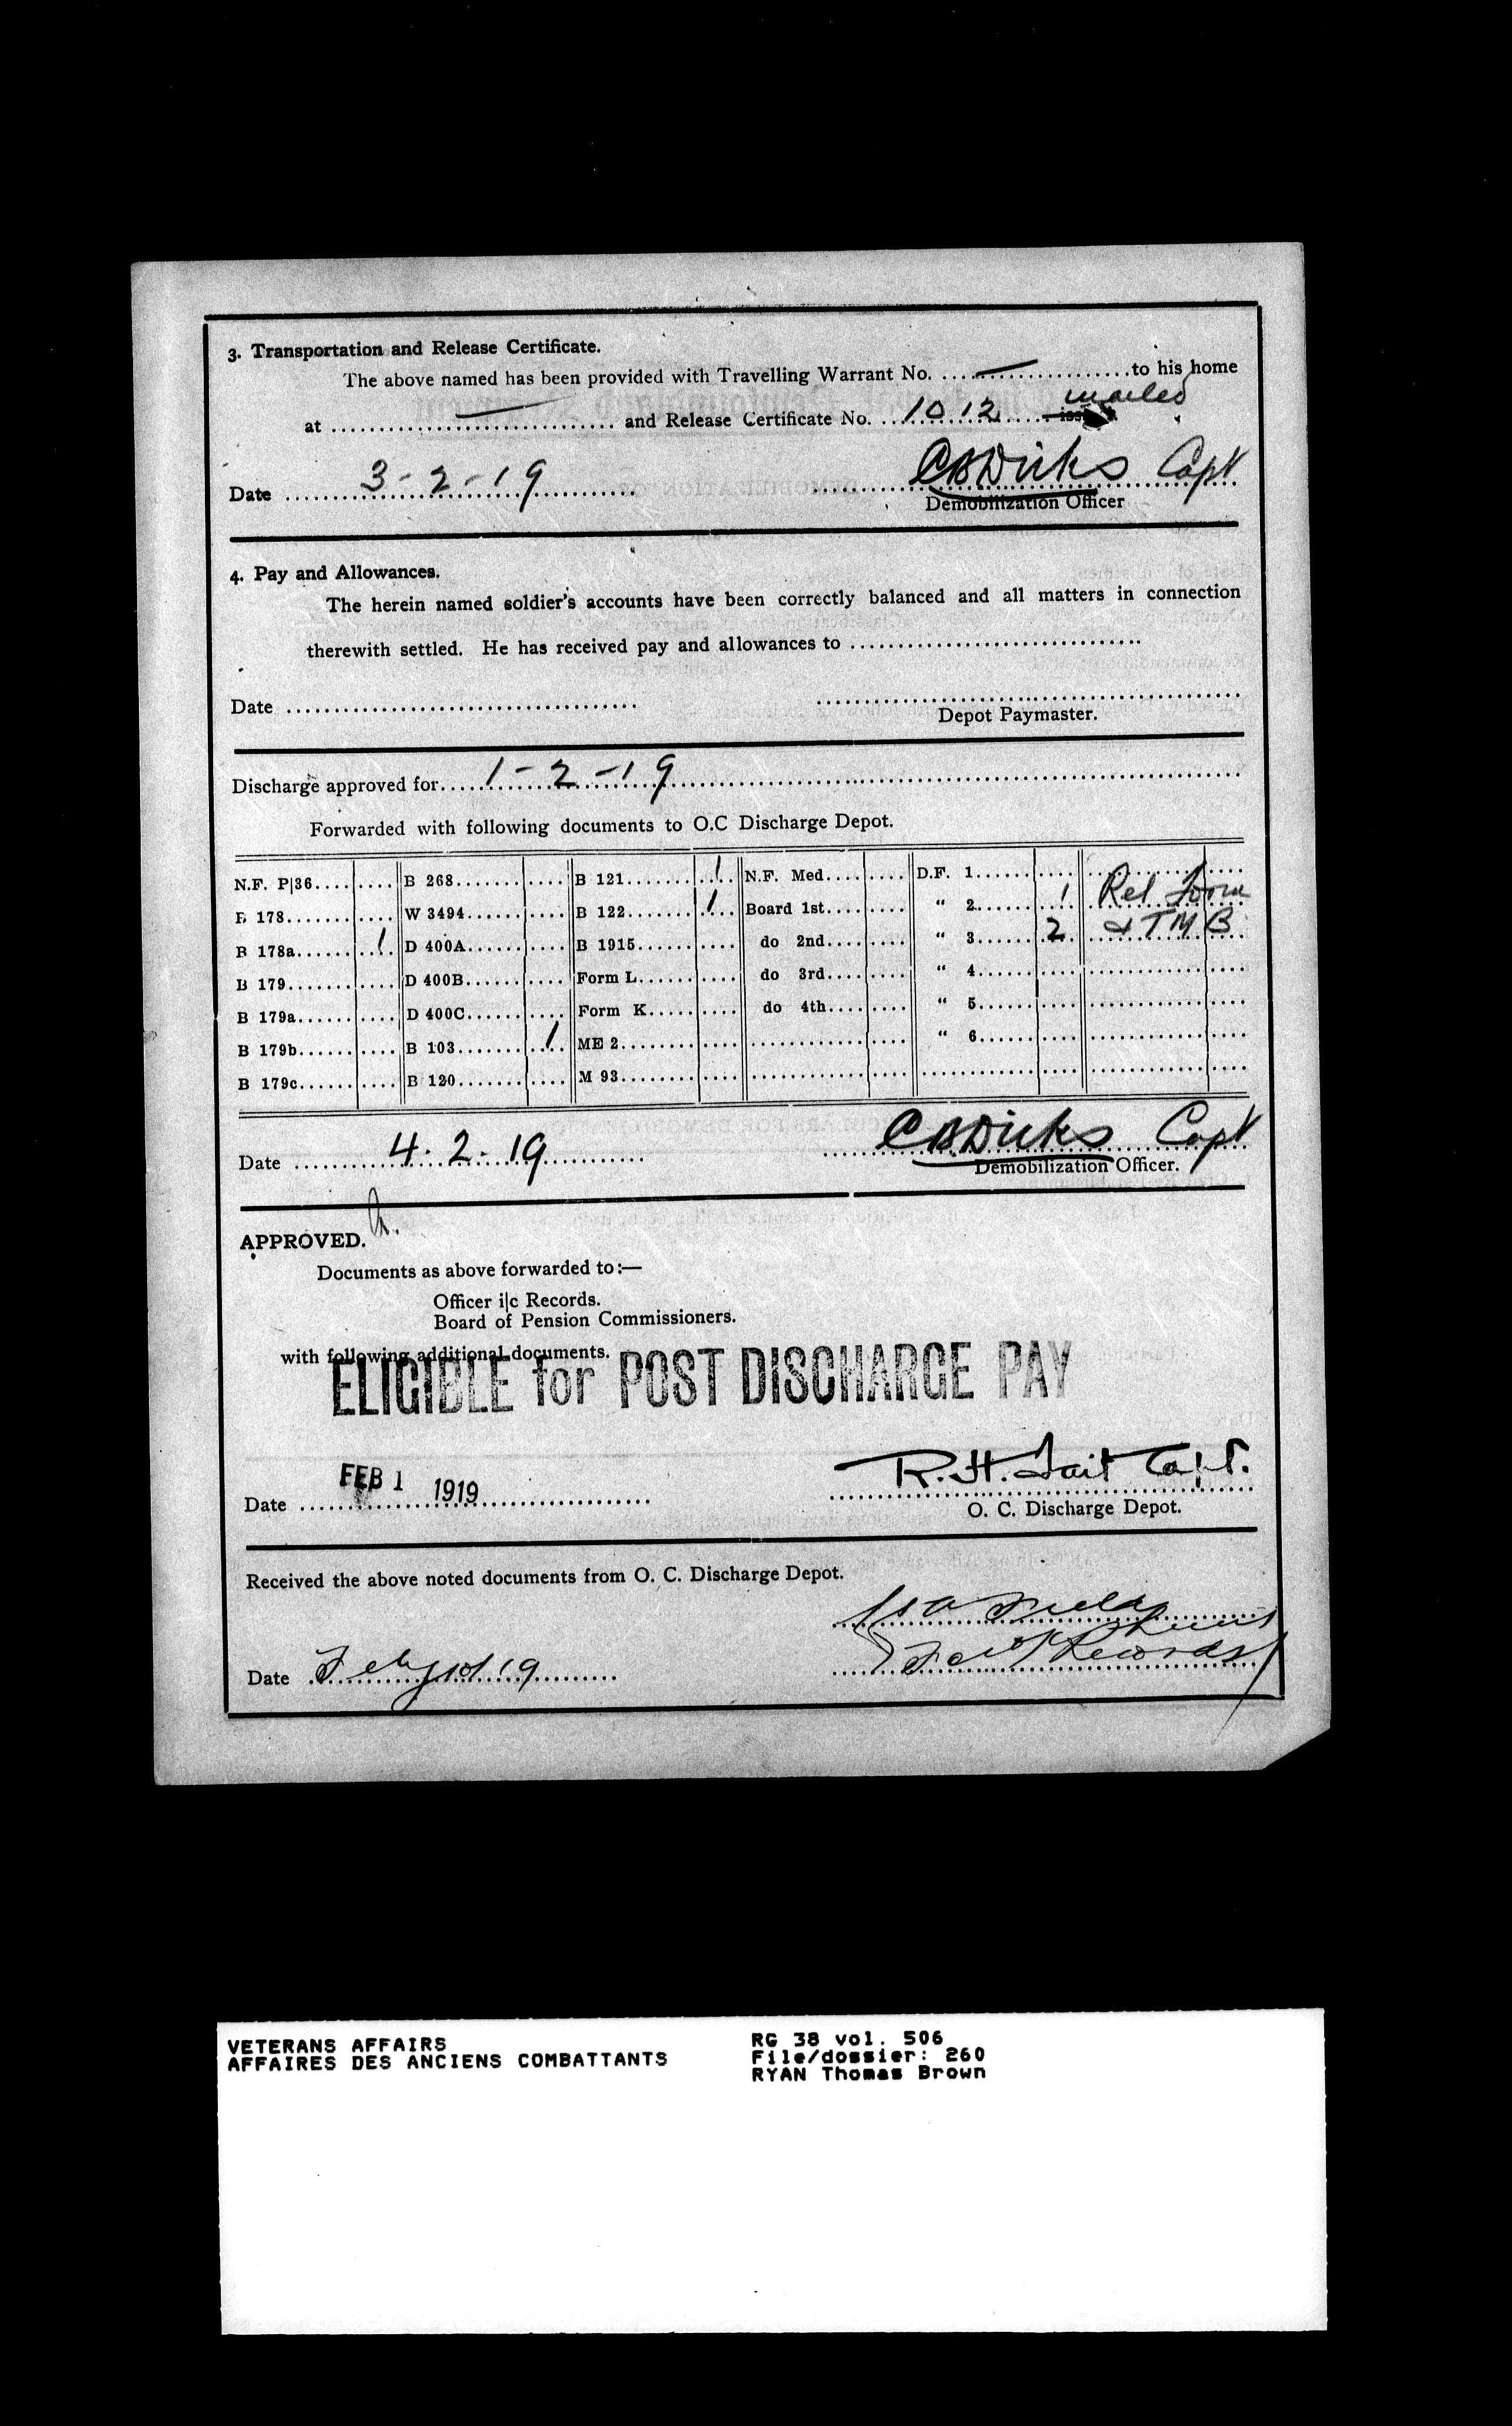 3. Transportation and Release Certificate.
The above named has been provided with Travelling Warrant No. .... — ....to his home
at .... — .... and Release Certificate No. ....1012.... mailed
Date ....3-2-19.... C B Dicks Capt
Demobilization Officer
4. Pay and Allowances.
The herein named soldier's accounts have been correctly balanced and all matters in connection
therewith settled. He has received pay and allowances to ....
Date ....
Depot Paymaster.
Discharge approved for....1-2-19....
Forwarded with following documents to O.C Discharge Depot.
N.F. P|36.... B 268.... B 121.... 1 N.F. Med.... D.F. 1.... Rel Form
B 178.... W 3494.... B 122.... 1 Board 1st.... " 2.... 1
B 178a.... 1 D 400A.... B 1915.... do 2nd.... " 3.... 2 & TMB
B 179.... D 400B.... Form L.... do 3rd.... " 4....
B 179a.... D 400C.... Form K.... do 4th.... " 5....
B 179b.... B 103.... 1 ME 2.... " 6....
B 179c.... B 120.... M 93....
Date ....4.2.19.... C B Dicks Capt
Demobilization Officer.
APPROVED.
Documents as above forwarded to:—
Officer i|c Records.
Board of Pension Commissioners.
with following additional documents.
ELIGIBLE for POST DISCHARGE PAY
Date ....FEB 1 1919.... R.H. Tait Capt.
O. C. Discharge Depot.
Received the above noted documents from O. C. Discharge Depot.
Records
Date ....19....
VETERANS AFFAIRS RG 38 vol. 506
AFFAIRES DES ANCIENS COMBATTANTS File/dossier: 260
RYAN Thomas Brown